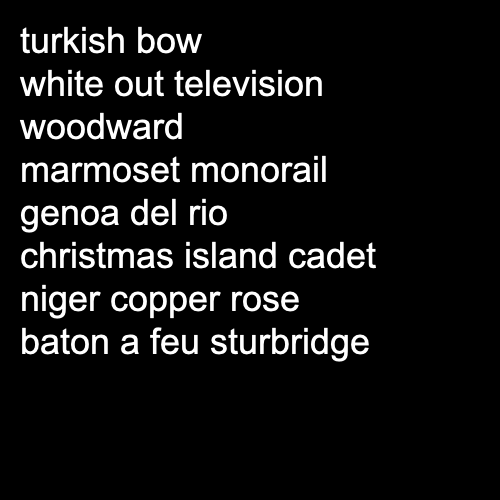 turkish bow
white out television
woodward
marmoset monorail
genoa del rio
christmas island cadet
niger copper rose
baton a feu sturbridge